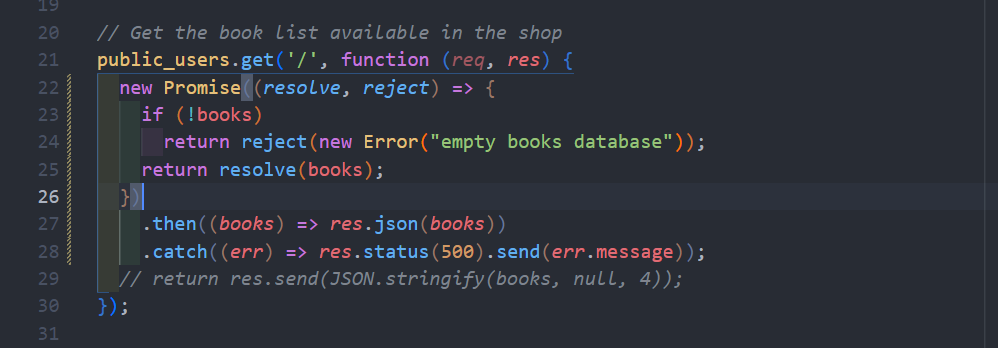 19
20 // Get the book list available in the shop
21 public_users.get('/', function (req, res) {
22   new Promise((resolve, reject) => {
23     if (!books)
24       return reject(new Error("empty books database"));
25     return resolve(books);
26   })
27     .then((books) => res.json(books))
28     .catch((err) => res.status(500).send(err.message));
29   // return res.send(JSON.stringify(books, null, 4));
30 });
31